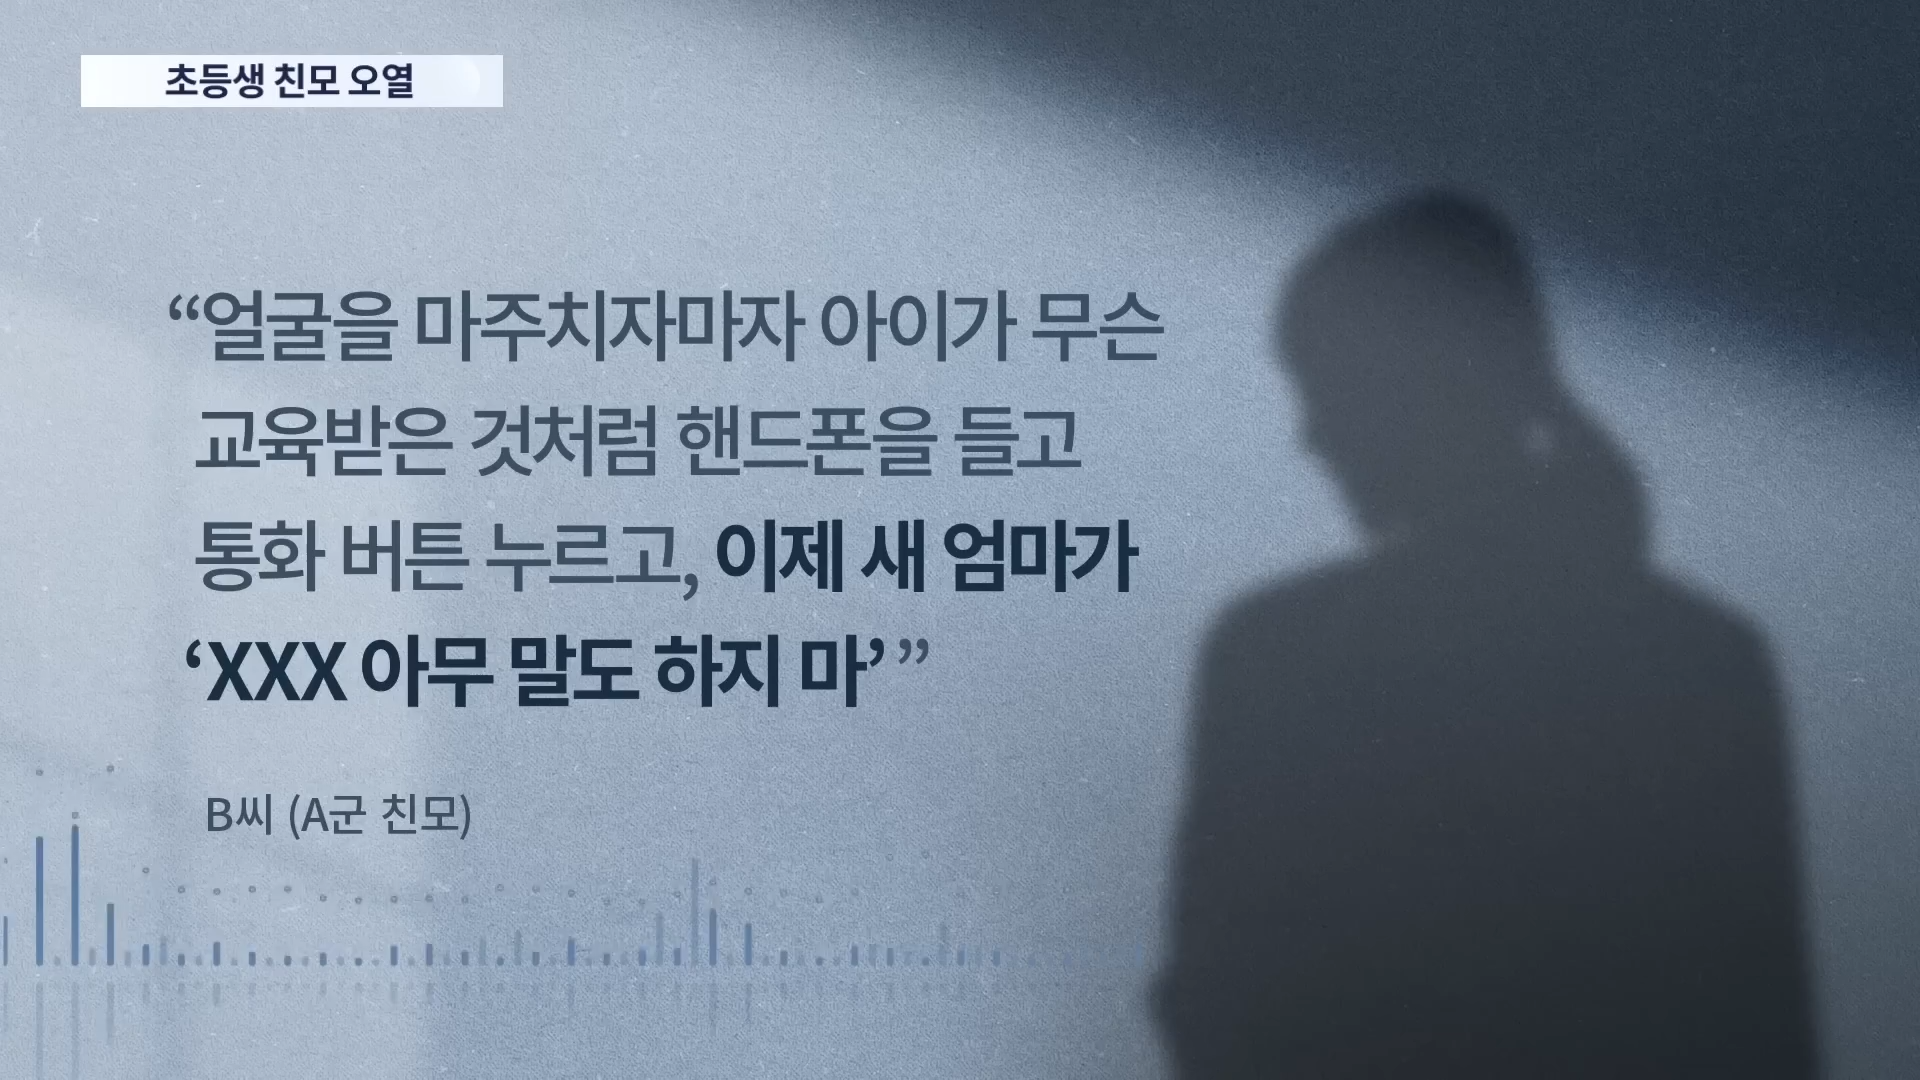 초등생 친모 오열
“얼굴을 마주치자마자 아이가 무슨
교육받은 것처럼 핸드폰을 들고
통화 버튼 누르고, 이제 새 엄마가
‘XXX 아무 말도 하지 마’”
B씨 (A군 친모)